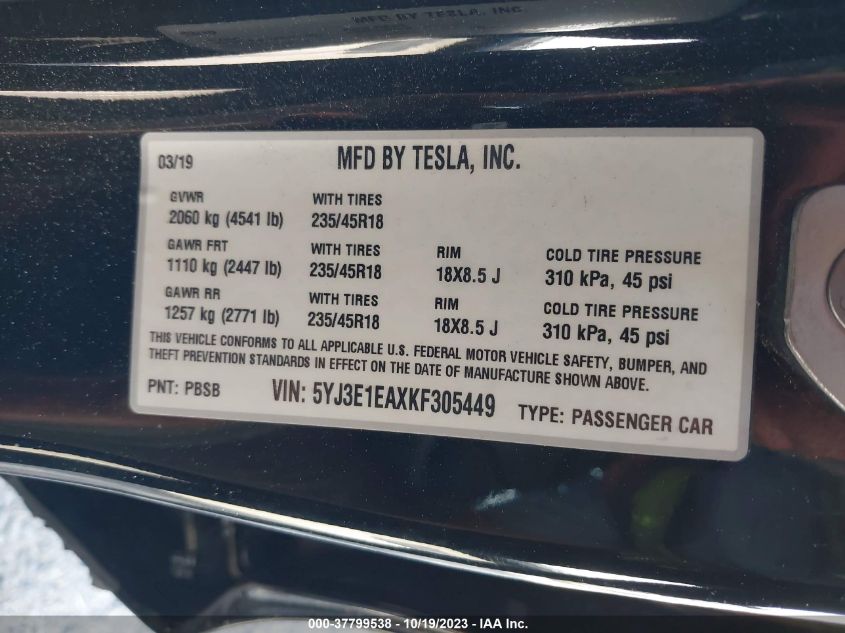 MFD BY TESLA, INC.
03/19 MFD BY TESLA, INC.
GVWR WITH TIRES
2060 kg (4541 lb) 235/45R18
GAWR FRT WITH TIRES RIM COLD TIRE PRESSURE
1110 kg (2447 lb) 235/45R18 18X8.5 J 310 kPa, 45 psi
GAWR RR WITH TIRES RIM COLD TIRE PRESSURE
1257 kg (2771 lb) 235/45R18 18X8.5 J 310 kPa, 45 psi
THIS VEHICLE CONFORMS TO ALL APPLICABLE U.S. FEDERAL MOTOR VEHICLE SAFETY, BUMPER, AND
THEFT PREVENTION STANDARDS IN EFFECT ON THE DATE OF MANUFACTURE SHOWN ABOVE.
PNT: PBSB VIN: 5YJ3E1EAXKF305449 TYPE: PASSENGER CAR
000-37799538 - 10/19/2023 - IAA Inc.